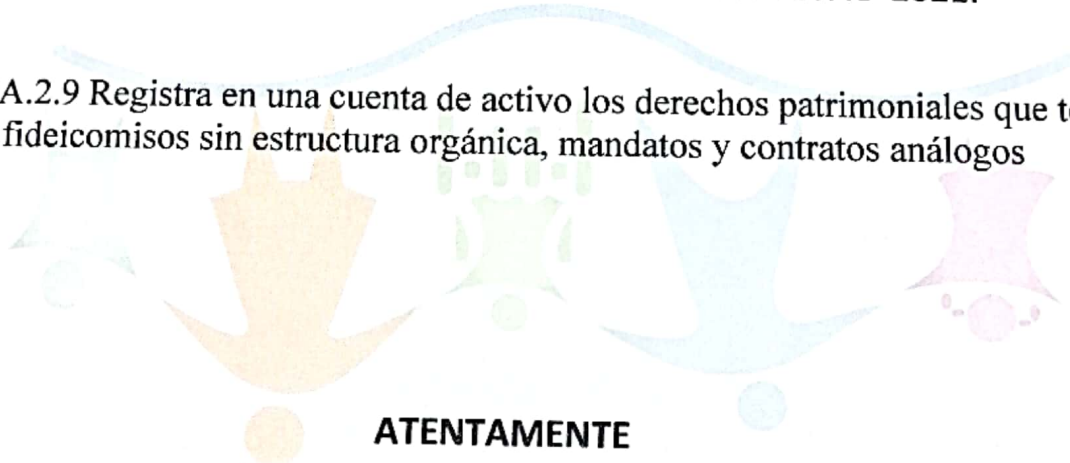 A.2.9 Registra en una cuenta de activo los derechos patrimoniales que
fideicomisos sin estructura orgánica, mandatos y contratos análogos
ATENTAMENTE